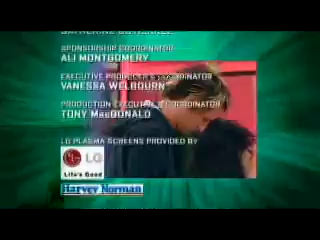 SPONSORSHIP COORDINATOR
ALI MONTGOMERY
EXECUTIVE PRODUCER'S COORDINATOR
VANESSA WELBOURN
PRODUCTION EXECUTIVE'S COORDINATOR
TONY MacDONALD
LG PLASMA SCREENS PROVIDED BY
LG
Life's Good
Harvey Norman